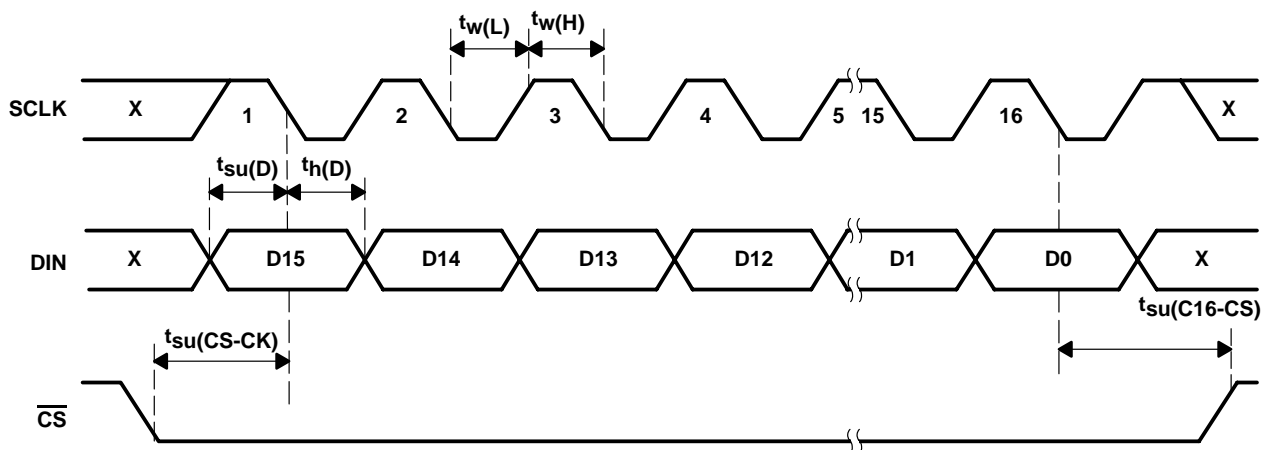 tw(L) tw(H)
SCLK X 1 2 3 4 5 15 16 X
tsu(D) th(D)
DIN X D15 D14 D13 D12 D1 D0 X
tsu(CS-CK) tsu(C16-CS)
CS